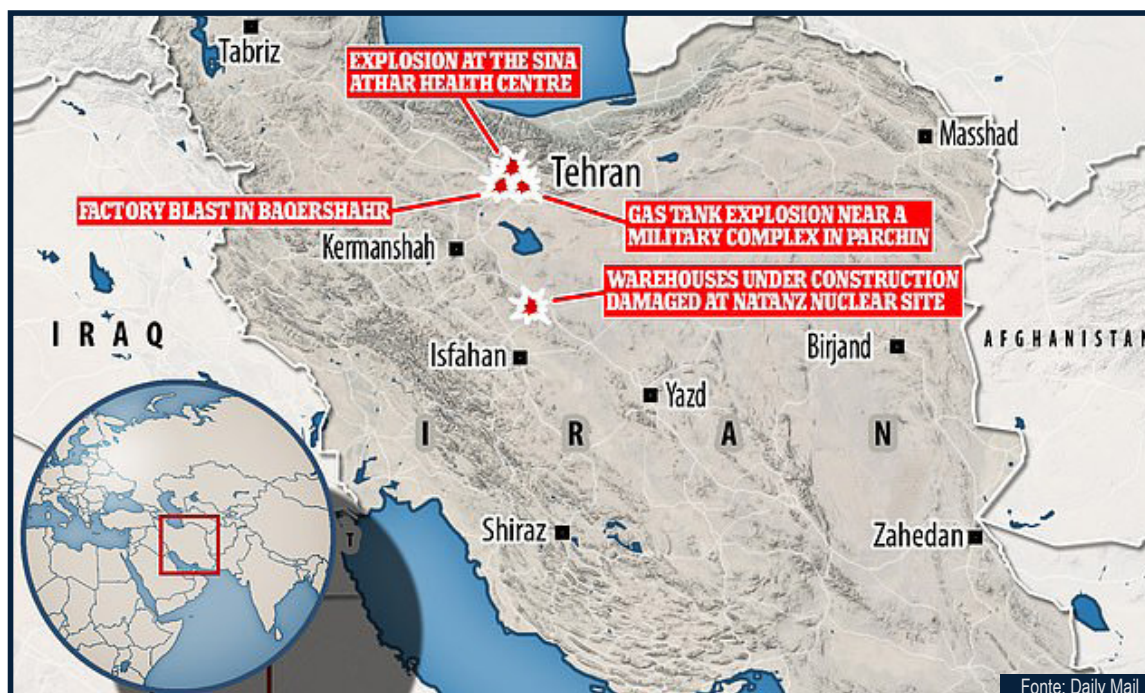 Tabriz
EXPLOSION AT THE SINA
ATHAR HEALTH CENTRE
Masshad
Tehran
FACTORY BLAST IN BAQERSHAHR
GAS TANK EXPLOSION NEAR A
MILITARY COMPLEX IN PARCHIN
Kermanshah
WAREHOUSES UNDER CONSTRUCTION
DAMAGED AT NATANZ NUCLEAR SITE
IRAQ
Isfahan
Birjand
AFGHANISTAN
Yazd
IRAN
Shiraz
Zahedan
T
Fonte: Daily Mail